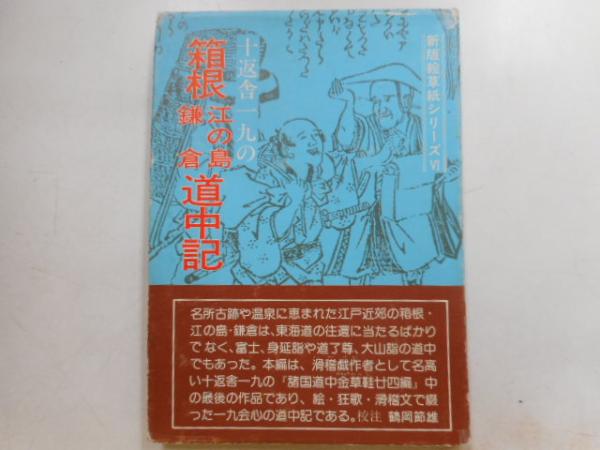 新版絵草紙シリーズⅥ
十返舎一九の
箱根
江の島
鎌倉
道中記
名所古跡や温泉に恵まれた江戸近郊の箱根・
江の島・鎌倉は、東海道の往還に当たるばかり
でなく、富士、身延詣や道了尊、大山詣の道中
でもあった。本編は、滑稽戯作者として名高
い十返舎一九の「諸国道中金草鞋廿四編」中
の最後の作品であり、絵・狂歌・滑稽文で綴
った一九会心の道中記である。校注 鶴岡節雄